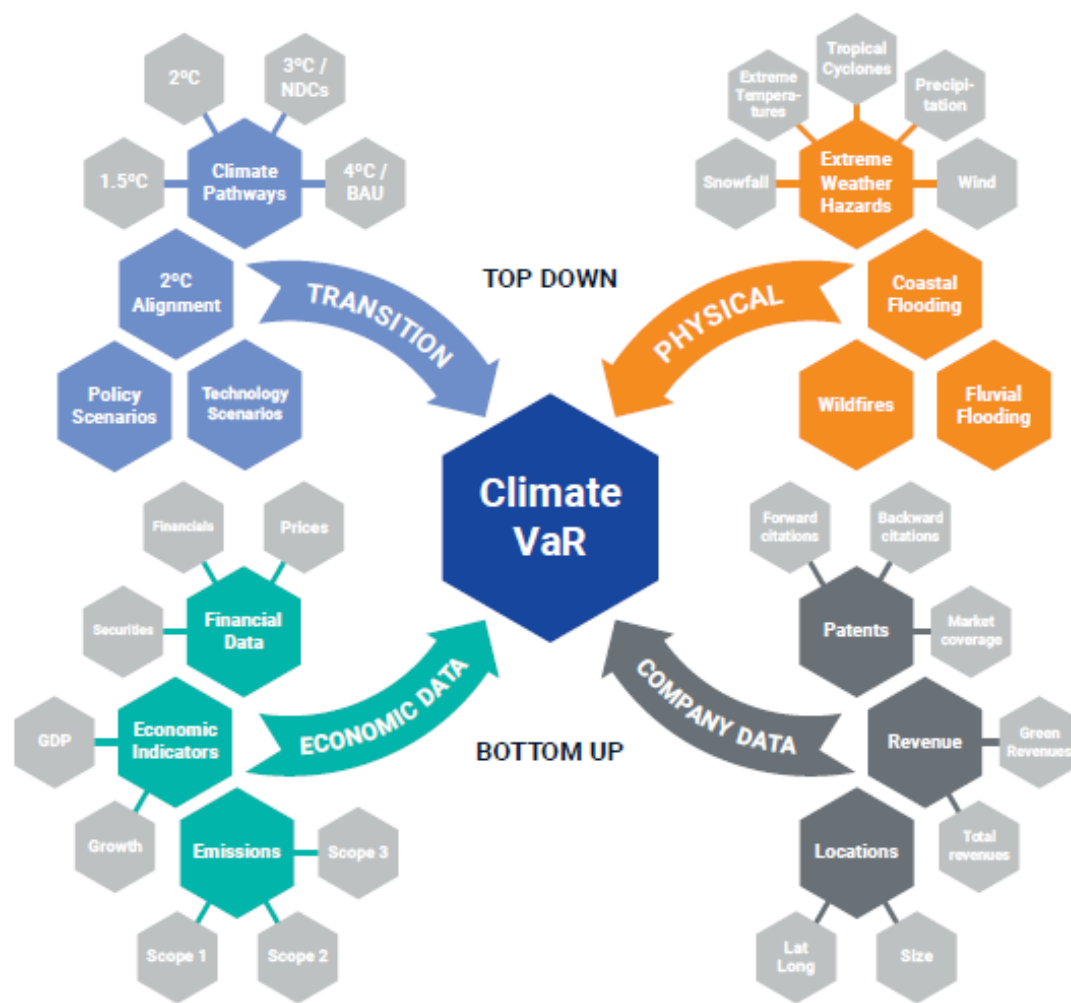 2ºC
3ºC /
NDCs
1.5ºC
Climate
Pathways
4ºC /
BAU
2ºC
Alignment
Policy
Scenarios
Technology
Scenarios
TRANSITION
TOP DOWN
Tropical
Cyclones
Extreme
Tempera-
tures
Precipi-
tation
Snowfall
Extreme
Weather
Hazards
Wind
PHYSICAL
Coastal
Flooding
Wildfires
Fluvial
Flooding
Climate
VaR
Financials
Prices
Securities
Financial
Data
GDP
Economic
Indicators
ECONOMIC DATA
Growth
Emissions
Scope 3
Scope 1
Scope 2
BOTTOM UP
Forward
citations
Backward
citations
Patents
Market
coverage
COMPANY DATA
Revenue
Green
Revenues
Locations
Total
revenues
Lat
Long
Size